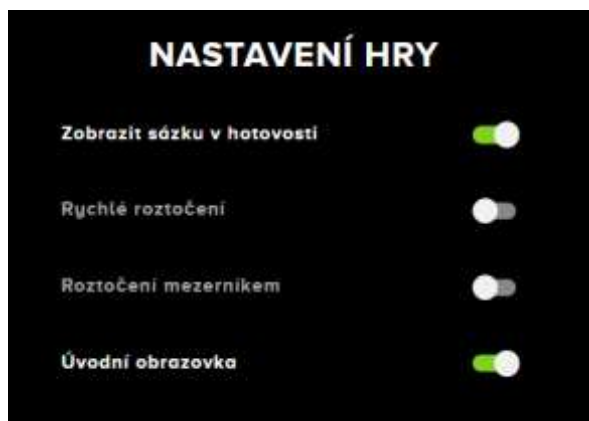 NASTAVENÍ HRY
Zobrazit sázku v hotovosti
Rychlé roztočení
Roztočení mezerníkem
Úvodní obrazovka